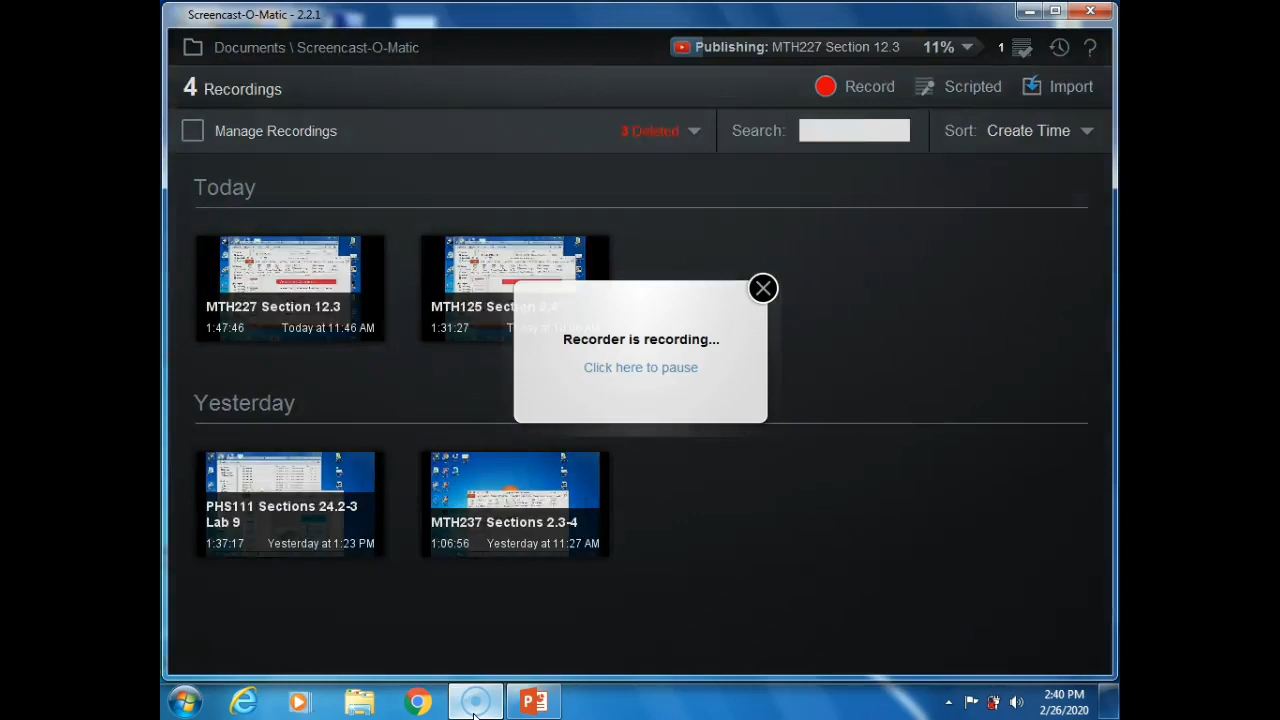 Screencast-O-Matic - 2.2.1
Documents \ Screencast-O-Matic
Publishing: MTH227 Section 12.3 11% 1 ?
4 Recordings
Record Scripted Import
Manage Recordings
3 Deleted
Search:
Sort: Create Time
Today
MTH227 Section 12.3
1:47:46 Today at 11:46 AM
MTH125 Section
1:31:27
Recorder is recording...
Click here to pause
Yesterday
PHS111 Sections 24.2-3
Lab 9
1:37:17 Yesterday at 1:23 PM
MTH237 Sections 2.3-4
1:06:56 Yesterday at 11:27 AM
2:40 PM
2/26/2020